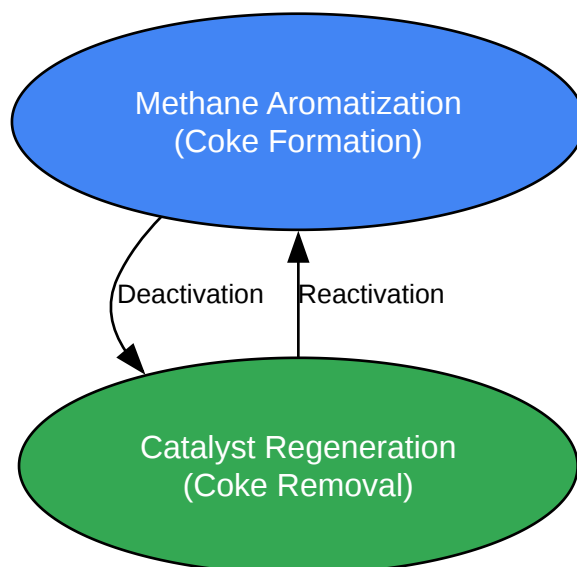 Methane Aromatization
(Coke Formation)
Deactivation
Reactivation
Catalyst Regeneration
(Coke Removal)